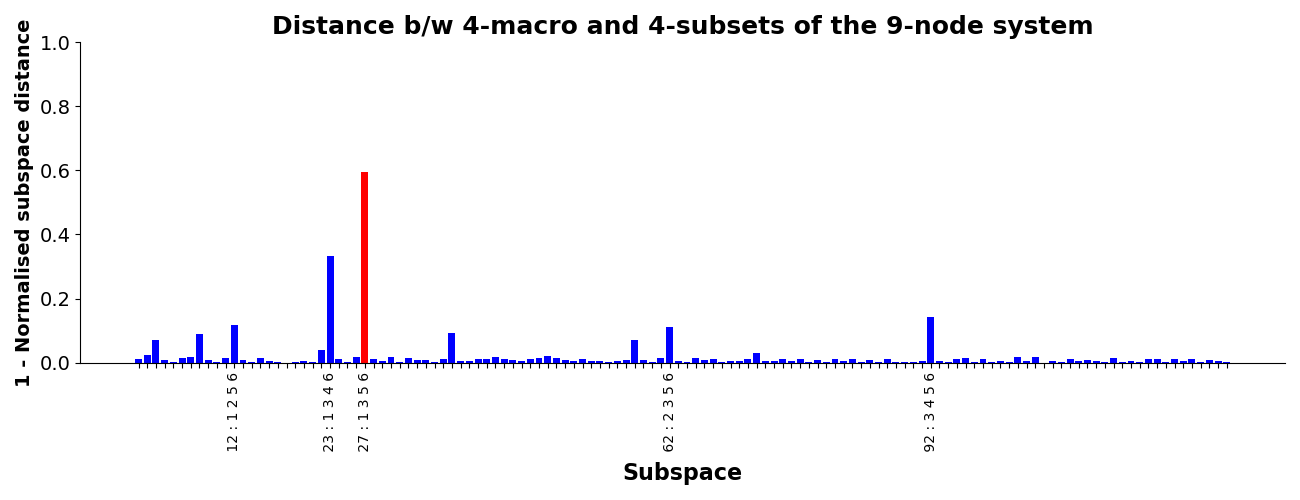 Distance b/w 4-macro and 4-subsets of the 9-node system
1 - Normalised subspace distance
1.0
0.8
0.6
0.4
0.2
0.0
12 : 1 2 5 6
23 : 1 3 4 6
27 : 1 3 5 6
62 : 2 3 5 6
92 : 3 4 5 6
Subspace